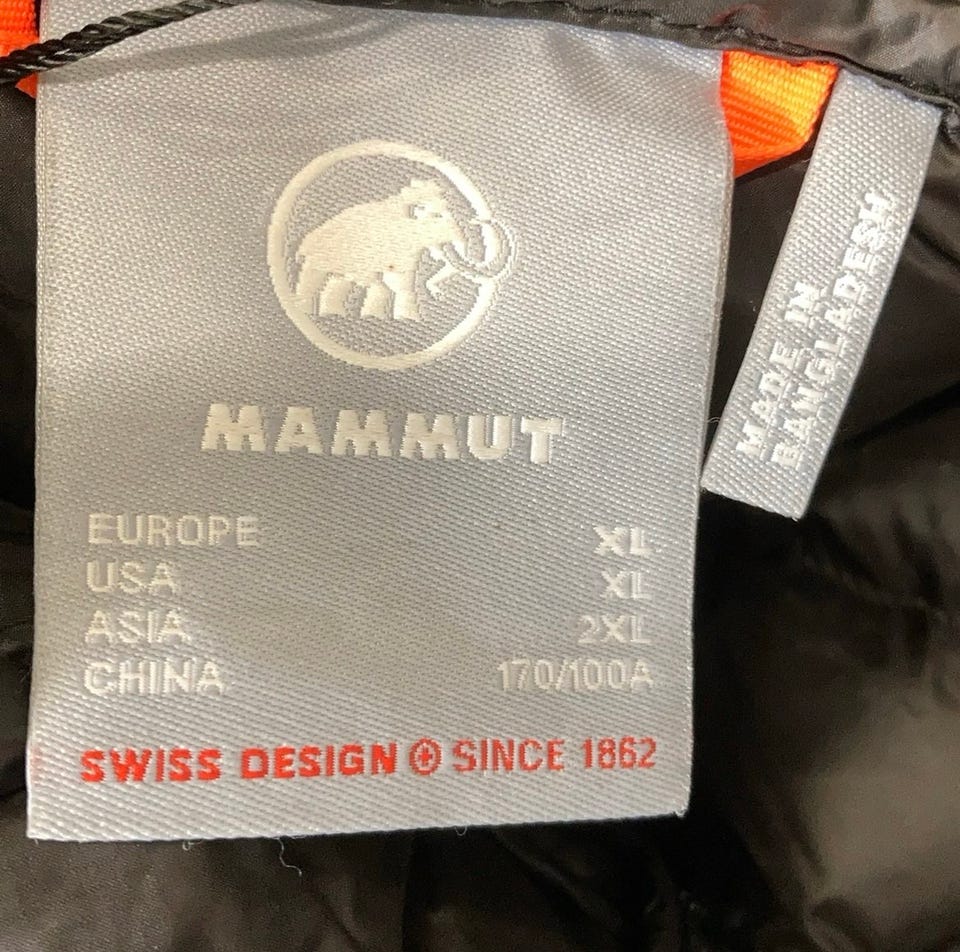 MAMMUT
EUROPE XL
USA XL
ASIA 2XL
CHINA 170/100A
SWISS DESIGN SINCE 1862
MADE IN
BANGLADESH